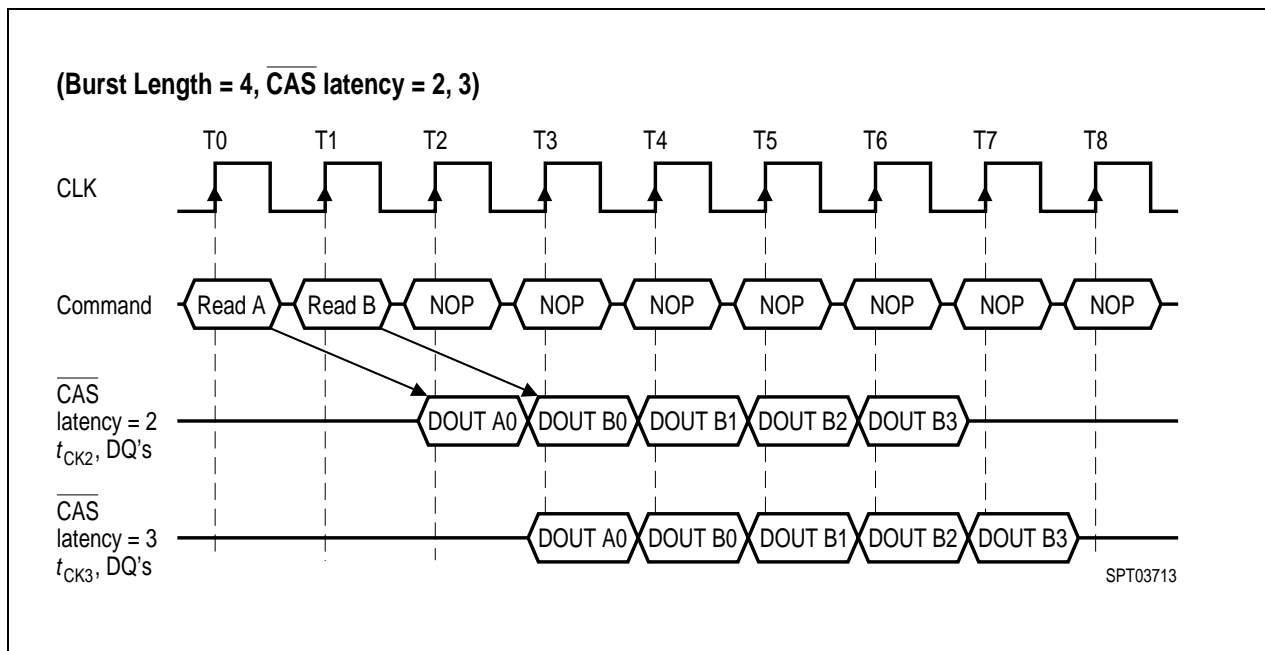 (Burst Length = 4, CAS latency = 2, 3)
T0 T1 T2 T3 T4 T5 T6 T7 T8
CLK
Command Read A Read B NOP NOP NOP NOP NOP NOP NOP
CAS
latency = 2 DOUT A0 DOUT B0 DOUT B1 DOUT B2 DOUT B3
tCK2, DQ's
CAS
latency = 3 DOUT A0 DOUT B0 DOUT B1 DOUT B2 DOUT B3
tCK3, DQ's
SPT03713